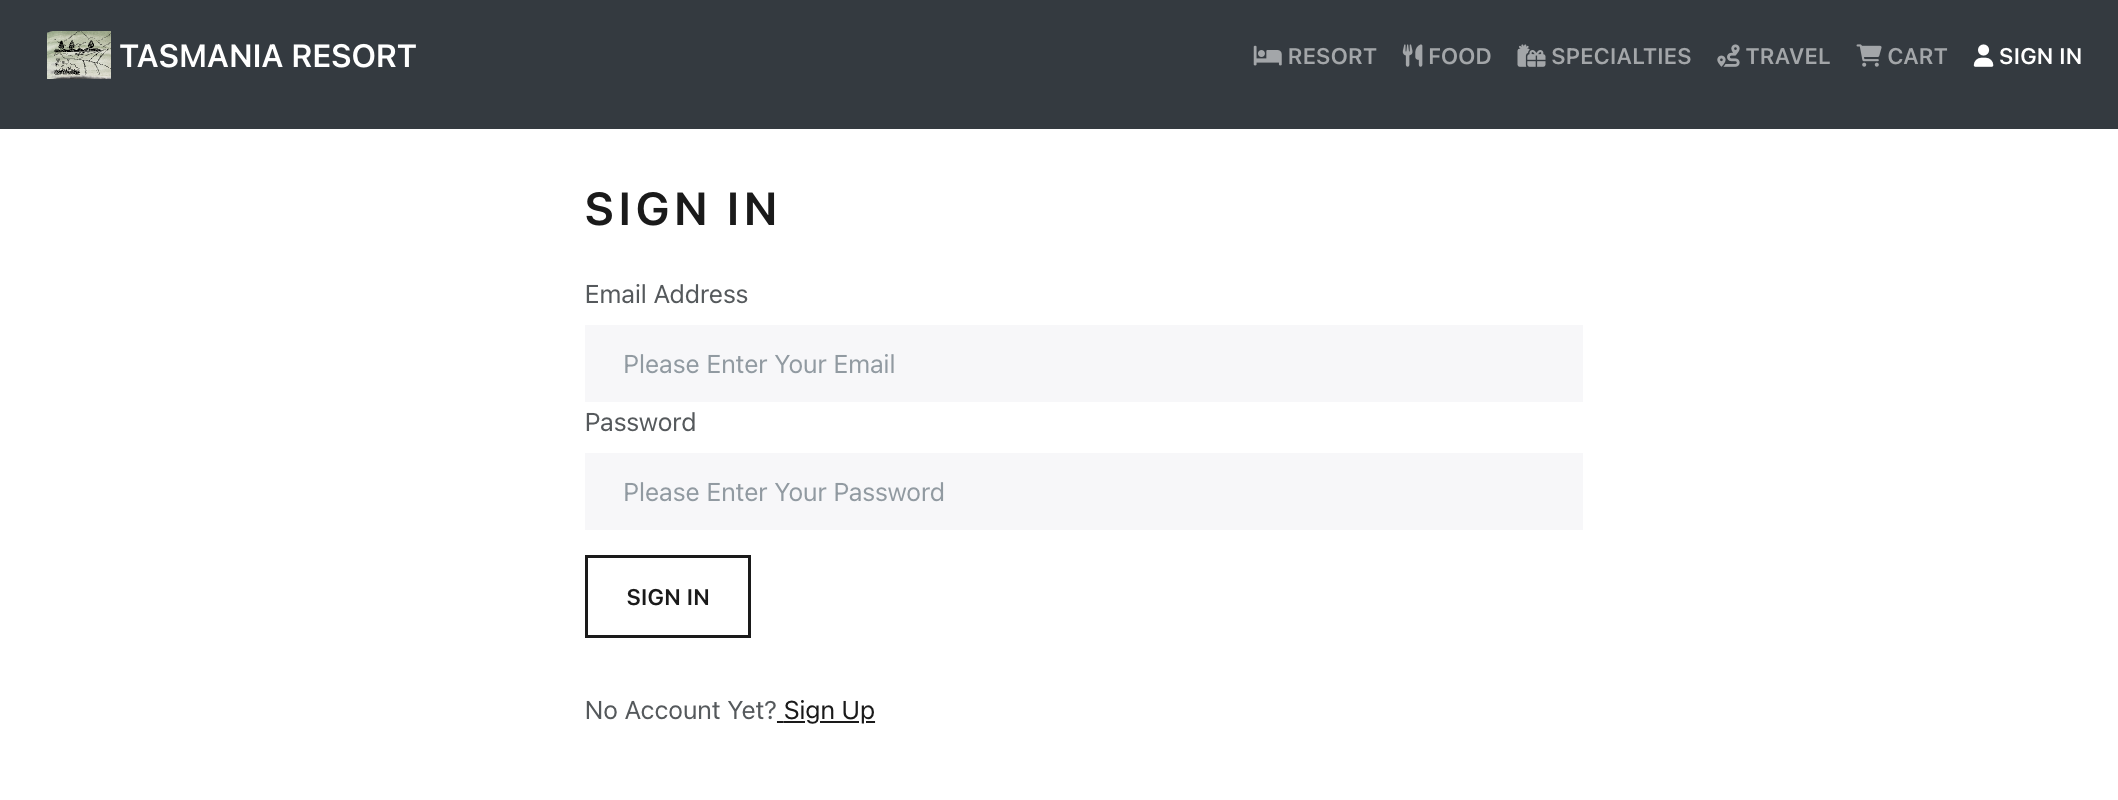 TASMANIA RESORT
RESORT FOOD SPECIALTIES TRAVEL CART SIGN IN
SIGN IN
Email Address
Please Enter Your Email
Password
Please Enter Your Password
SIGN IN
No Account Yet? Sign Up